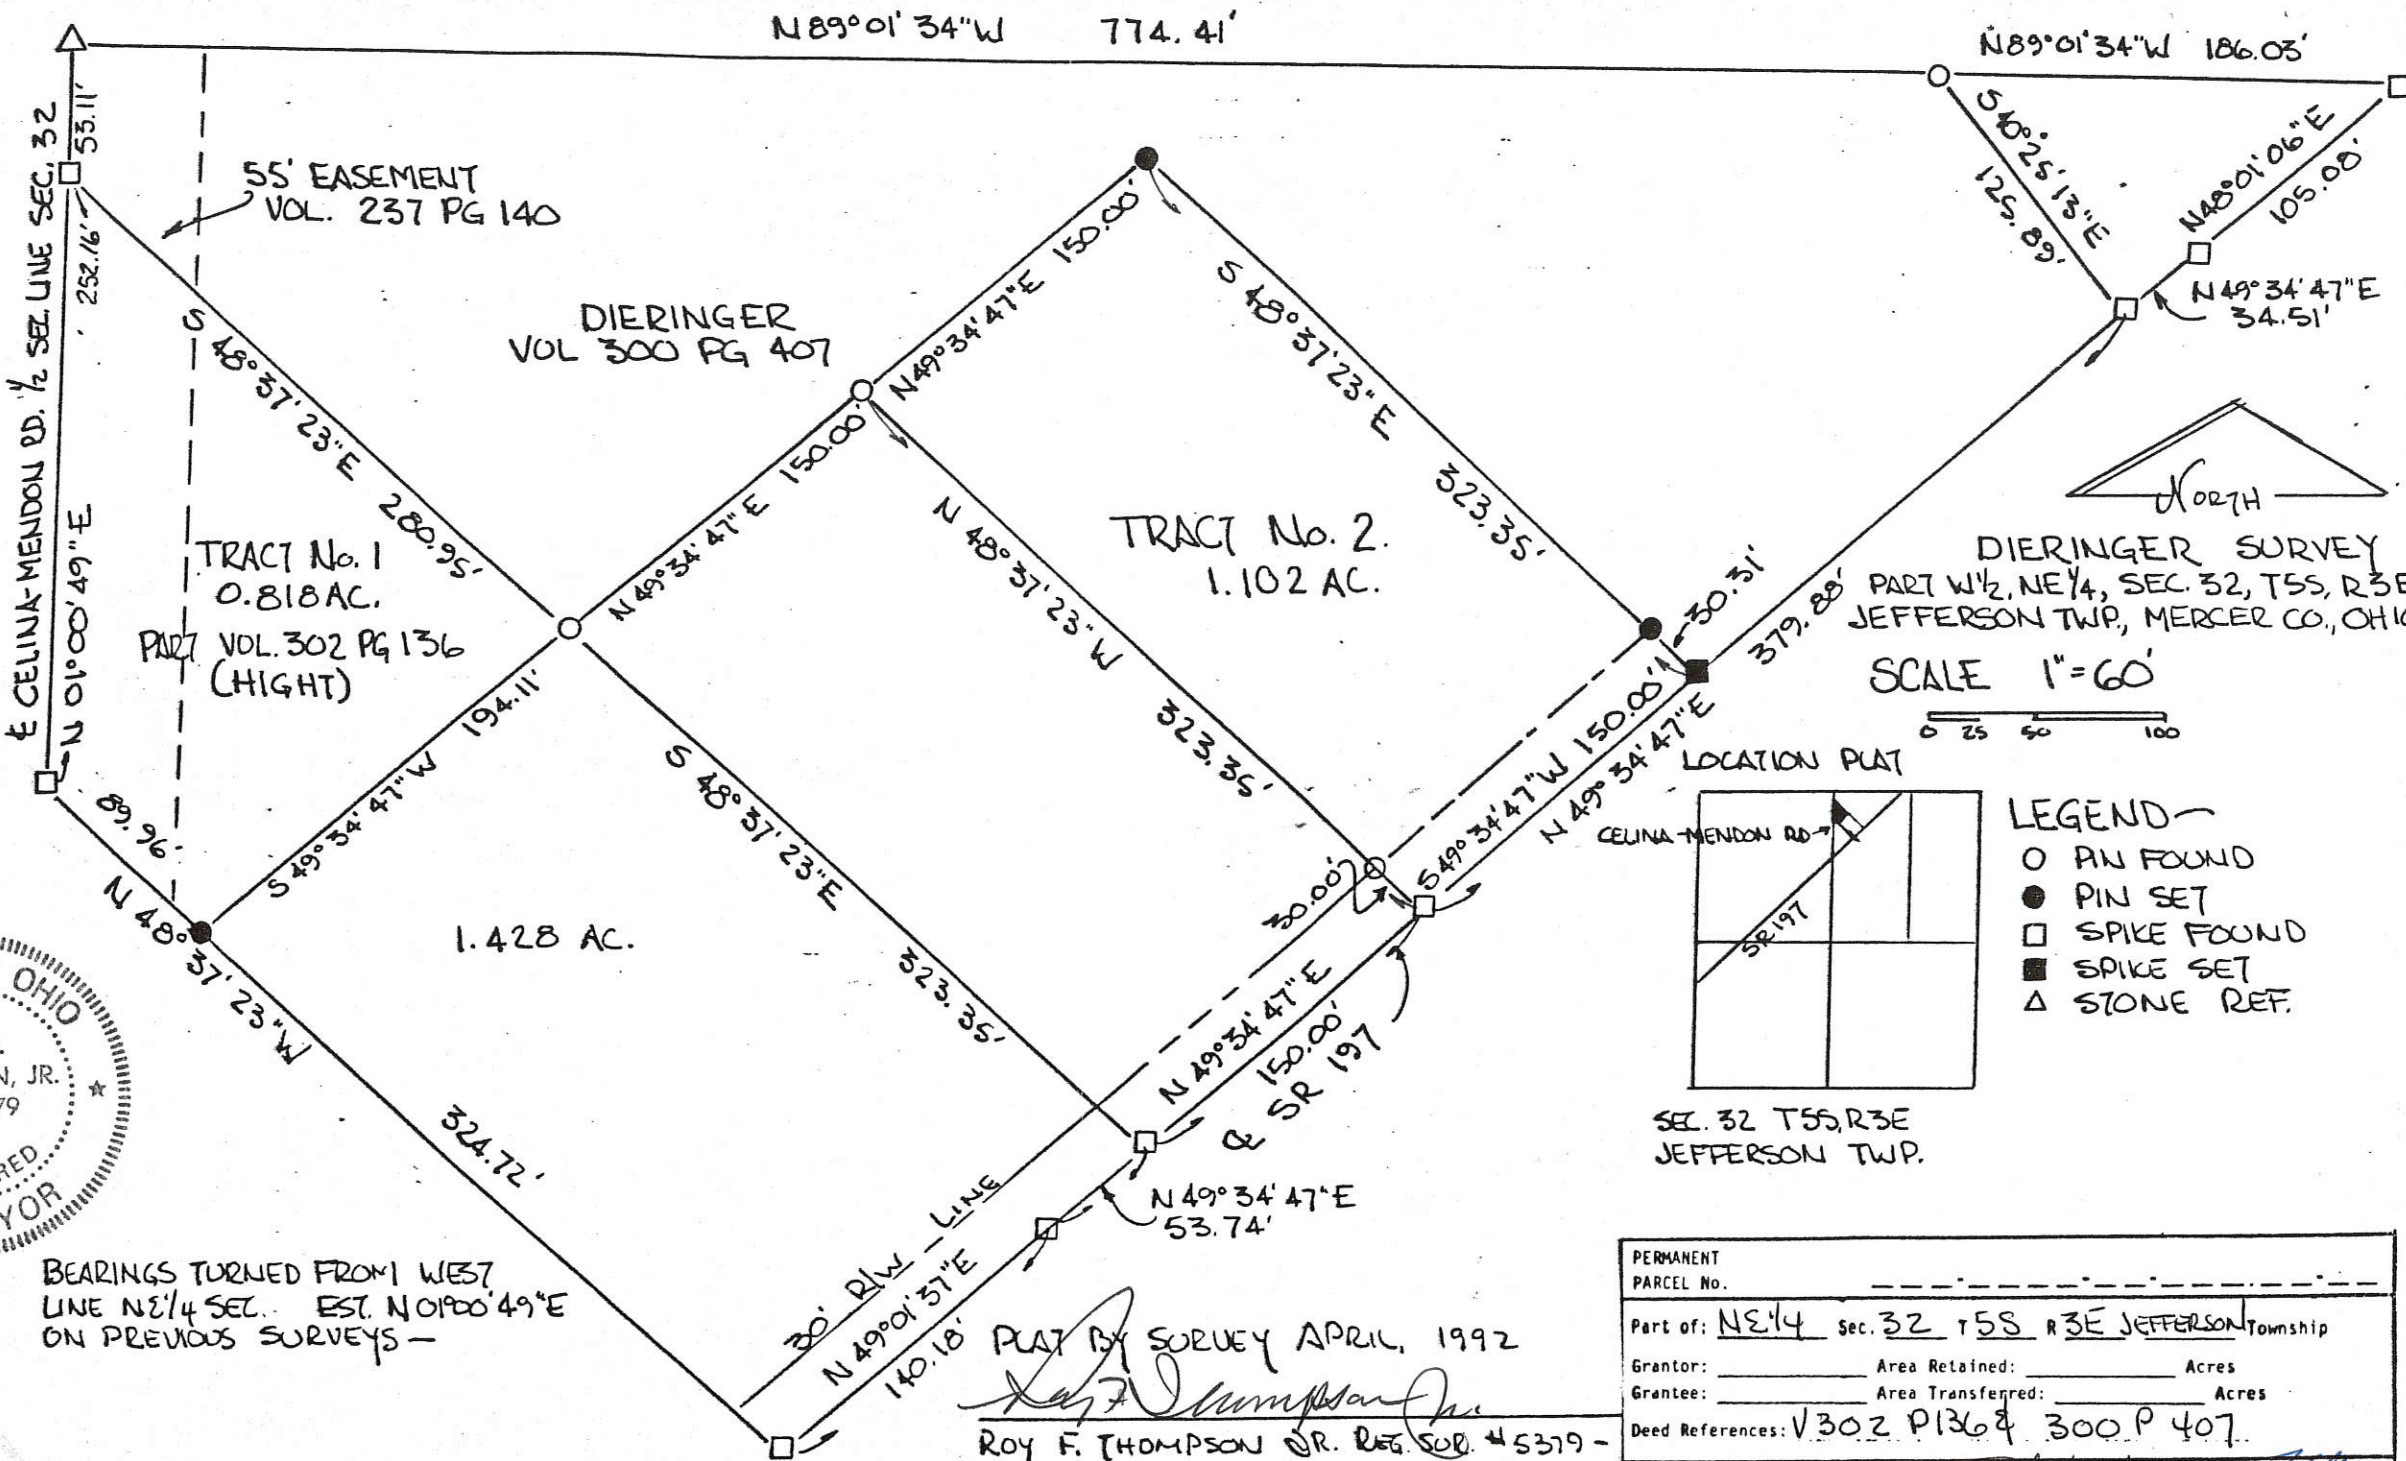 N89°01'34"W 774.41'
N89°01'34"W 186.03'
53.11'
252.16'
℄ CELINA-MENDON RD. 1/2 SEC. LINE SEC. 32
N 01°00'49"E
55' EASEMENT
VOL. 237 PG 140
S 48°37'23"E 280.95'
DIERINGER
VOL 300 PG 407
N49°34'47"E 150.00'
S 48°37'23"E 323.35'
S 40°25'13"E
125.89'
N48°01'06"E
105.08'
N49°34'47"E
34.51'
N49°34'47"E 150.00'
N 48°37'23"W 323.35'
TRACT No. 2.
1.102 AC.
30.31'
379.88'
NORTH
DIERINGER SURVEY
PART W1/2, NE1/4, SEC. 32, T5S, R3E
JEFFERSON TWP., MERCER CO., OHIO
SCALE 1"=60'
0 25 50 100
TRACT No. 1
0.818 AC.
PART VOL. 302 PG 136
(HIGHT)
S 49°34'47"W 194.11'
89.96'
N 48°37'23"W
324.72'
1.428 AC.
S 48°37'23"E
323.35'
30.00'
S49°34'47"W 150.00'
N 49°34'47"E
N 49°34'47"E
150.00'
℄ SR 197
N 49°34'47"E
53.74'
30' R/W LINE
N 49°01'37"E
140.18'
LOCATION PLAT
CELINA-MENDON RD
SR 197
SEC. 32 T5S, R3E
JEFFERSON TWP.
LEGEND
○ PIN FOUND
● PIN SET
□ SPIKE FOUND
■ SPIKE SET
△ STONE REF.
OHIO
N, JR.
79
RED
YOR
BEARINGS TURNED FROM WEST
LINE NE1/4 SEC. EST. N 01°00'49"E
ON PREVIOUS SURVEYS—
PLAT BY SURVEY APRIL, 1992
Roy F. Thompson Jr.
ROY F. THOMPSON JR. REG. SUR. #5379-
PERMANENT
PARCEL No.
Part of: NE1/4 Sec. 32 T 5S R 3E JEFFERSON Township
Grantor: Area Retained: Acres
Grantee: Area Transferred: Acres
Deed References: V302 P136 & 300 P 407